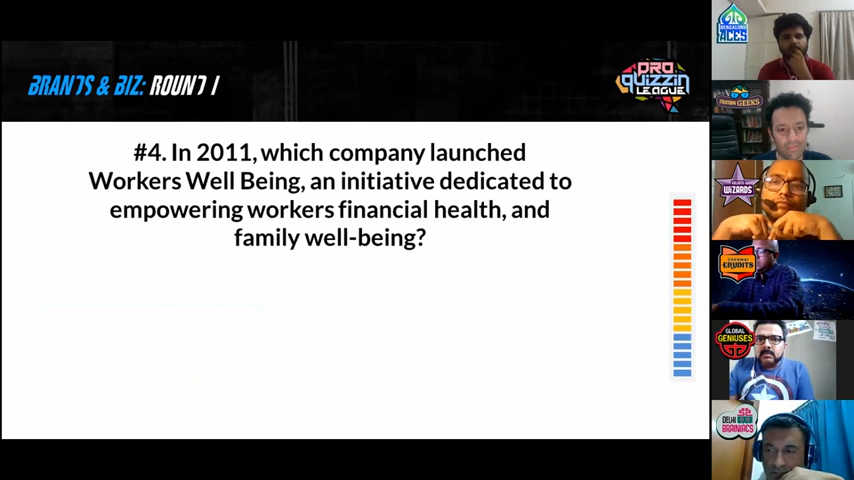 BRANDS & BIZ: ROUND 1
PRO
QUIZZIN
LEAGUE
#4. In 2011, which company launched
Workers Well Being, an initiative dedicated to
empowering workers financial health, and
family well-being?
BENGALURU
ACES
GEEKS
WIZARDS
CHENNAI
ERUDITS
GLOBAL
GENIUSES
DELHI
BRAINIACS